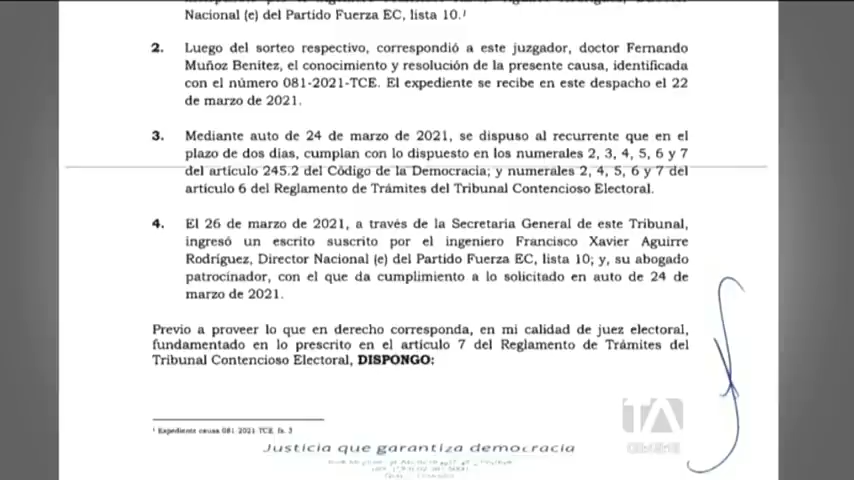 Nacional (e) del Partido Fuerza EC, lista 10.¹
2. Luego del sorteo respectivo, correspondió a este juzgador, doctor Fernando
Muñoz Benitez, el conocimiento y resolución de la presente causa, identificada
con el número 081-2021-TCE. El expediente se recibe en este despacho el 22
de marzo de 2021.
3. Mediante auto de 24 de marzo de 2021, se dispuso al recurrente que en el
plazo de dos días, cumplan con lo dispuesto en los numerales 2, 3, 4, 5, 6 y 7
del artículo 245.2 del Código de la Democracia; y numerales 2, 4, 5, 6 y 7 del
artículo 6 del Reglamento de Trámites del Tribunal Contencioso Electoral.
4. El 26 de marzo de 2021, a través de la Secretaría General de este Tribunal,
ingresó un escrito suscrito por el ingeniero Francisco Xavier Aguirre
Rodríguez, Director Nacional (e) del Partido Fuerza EC, lista 10; y, su abogado
patrocinador, con el que da cumplimiento a lo solicitado en auto de 24 de
marzo de 2021.
Previo a proveer lo que en derecho corresponda, en mi calidad de juez electoral,
fundamentado en lo prescrito en el artículo 7 del Reglamento de Trámites del
Tribunal Contencioso Electoral, DISPONGO:
¹ Expediente causa 081-2021-TCE, fs. 3
Justicia que garantiza democracia
TA